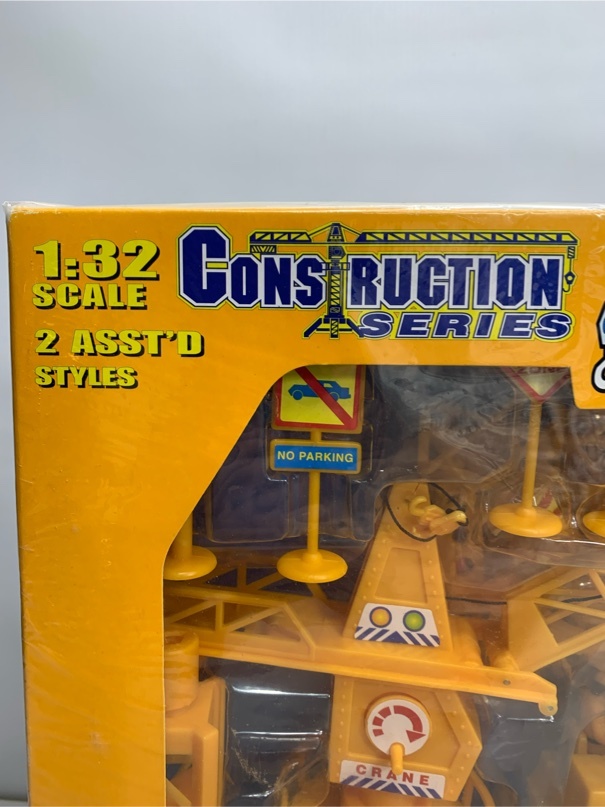 1:32
SCALE
2 ASST'D
STYLES
CONSTRUCTION
SERIES
NO PARKING
CRANE